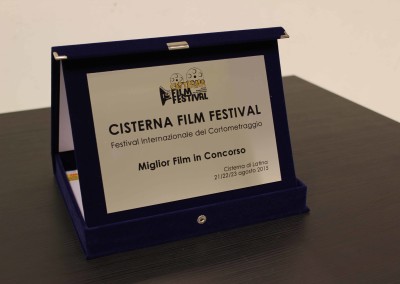 CISTERNA
FILM
FESTIVAL
CISTERNA FILM FESTIVAL
Festival Internazionale del Cortometraggio
Miglior Film in Concorso
Cisterna di Latina
21/22/23 agosto 2015